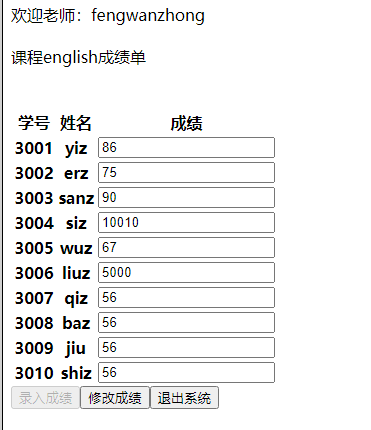 欢迎老师：fengwanzhong
课程english成绩单
学号 姓名 成绩
3001 yiz 86
3002 erz 75
3003 sanz 90
3004 siz 10010
3005 wuz 67
3006 liuz 5000
3007 qiz 56
3008 baz 56
3009 jiu 56
3010 shiz 56
录入成绩 修改成绩 退出系统